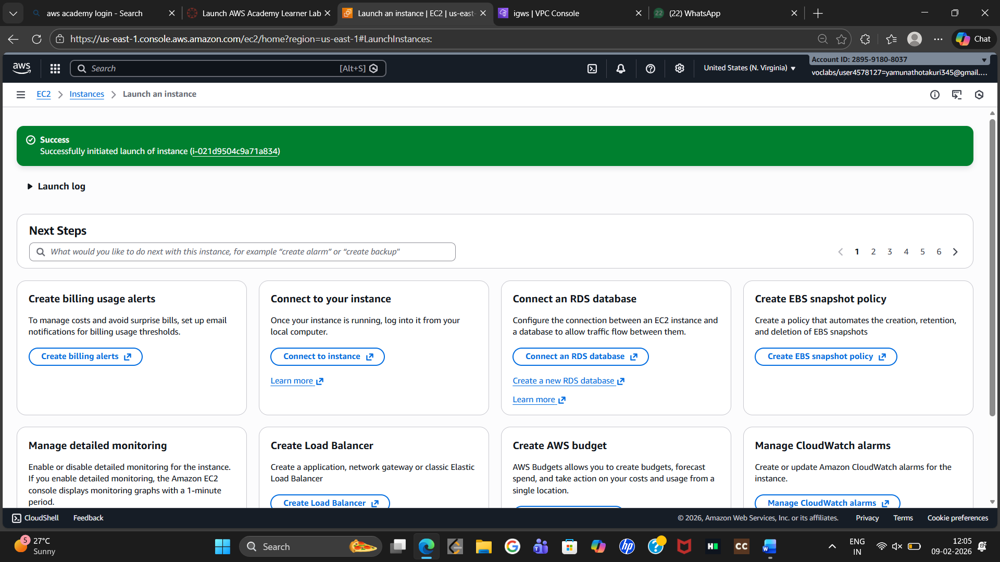 aws academy login - Search
Launch AWS Academy Learner Lab
Launch an instance | EC2 | us-east-
igws | VPC Console
22
(22) WhatsApp
https://us-east-1.console.aws.amazon.com/ec2/home?region=us-east-1#LaunchInstances:
Chat
aws
Search
[Alt+S]
United States (N. Virginia)
Account ID: 2895-9180-8037
voclabs/user4578127=yamunathotakuri345@gmail....
EC2
Instances
Launch an instance
Success
Successfully initiated launch of instance (i-021d9504c9a71a834)
Launch log
Next Steps
What would you like to do next with this instance, for example “create alarm” or “create backup”
1 2 3 4 5 6
Create billing usage alerts
To manage costs and avoid surprise bills, set up email
notifications for billing usage thresholds.
Create billing alerts
Connect to your instance
Once your instance is running, log into it from your
local computer.
Connect to instance
Learn more
Connect an RDS database
Configure the connection between an EC2 instance and
a database to allow traffic flow between them.
Connect an RDS database
Create a new RDS database
Learn more
Create EBS snapshot policy
Create a policy that automates the creation, retention,
and deletion of EBS snapshots
Create EBS snapshot policy
Manage detailed monitoring
Enable or disable detailed monitoring for the instance.
If you enable detailed monitoring, the Amazon EC2
console displays monitoring graphs with a 1-minute
period.
Create Load Balancer
Create a application, network gateway or classic Elastic
Load Balancer
Create Load Balancer
Create AWS budget
AWS Budgets allows you to create budgets, forecast
spend, and take action on your costs and usage from a
single location.
Manage CloudWatch alarms
Create or update Amazon CloudWatch alarms for the
instance.
Manage CloudWatch alarms
CloudShell
Feedback
© 2026, Amazon Web Services, Inc. or its affiliates.
Privacy
Terms
Cookie preferences
5
27°C
Sunny
Search
T
hp
?
H
CC
W
ENG
IN
12:05
09-02-2026